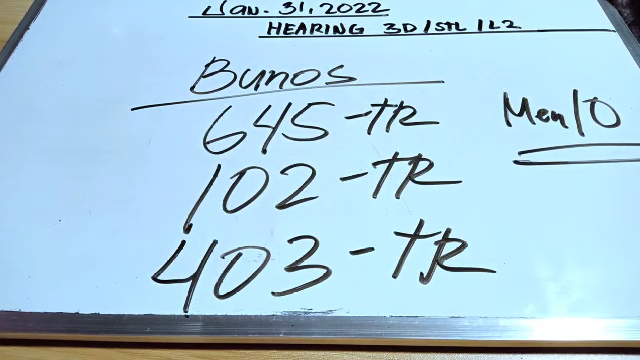 Jan. 31, 2022
HEARING 3D/STL/L2
Bunos
645-TR
102-TR
403-TR
Men/O